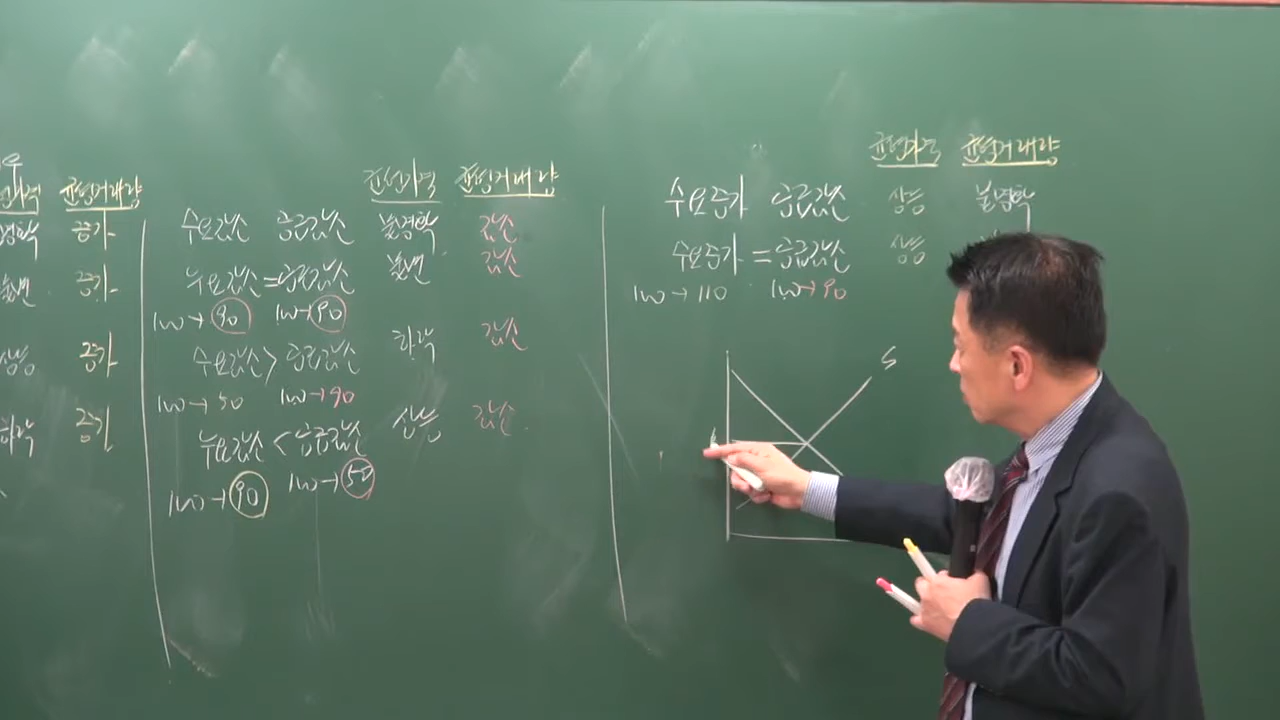 균형거래량
증가
증가
상승 증가
하락 증가
균형가격 균형거래량
수요감소 공급감소 불명확 감소
수요감소=공급감소 불변 감소
100→90 100→90
수요감소>공급감소 하락 감소
100→50 100→90
수요감소<공급감소 상승 감소
100→90 100→50
균형가격 균형거래량
수요증가 공급감소 상승 불명확
수요증가=공급감소 상승
100→110 100→90
S